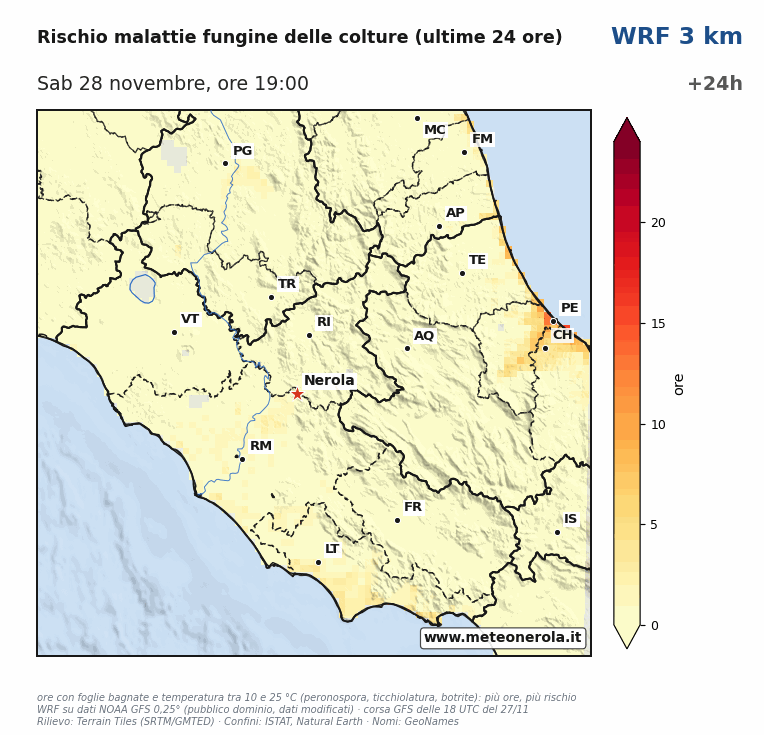 Rischio malattie fungine delle colture (ultime 24 ore)
WRF 3 km
Sab 28 novembre, ore 19:00
+24h
MC
FM
PG
AP
TE
TR
PE
VT
RI
CH
AQ
Nerola
RM
FR
IS
LT
www.meteonerola.it
20
15
10
5
0
ore
ore con foglie bagnate e temperatura tra 10 e 25 °C (peronospora, ticchiolatura, botrite): più ore, più rischio
WRF su dati NOAA GFS 0,25° (pubblico dominio, dati modificati) · corsa GFS delle 18 UTC del 27/11
Rilievo: Terrain Tiles (SRTM/GMTED) · Confini: ISTAT, Natural Earth · Nomi: GeoNames